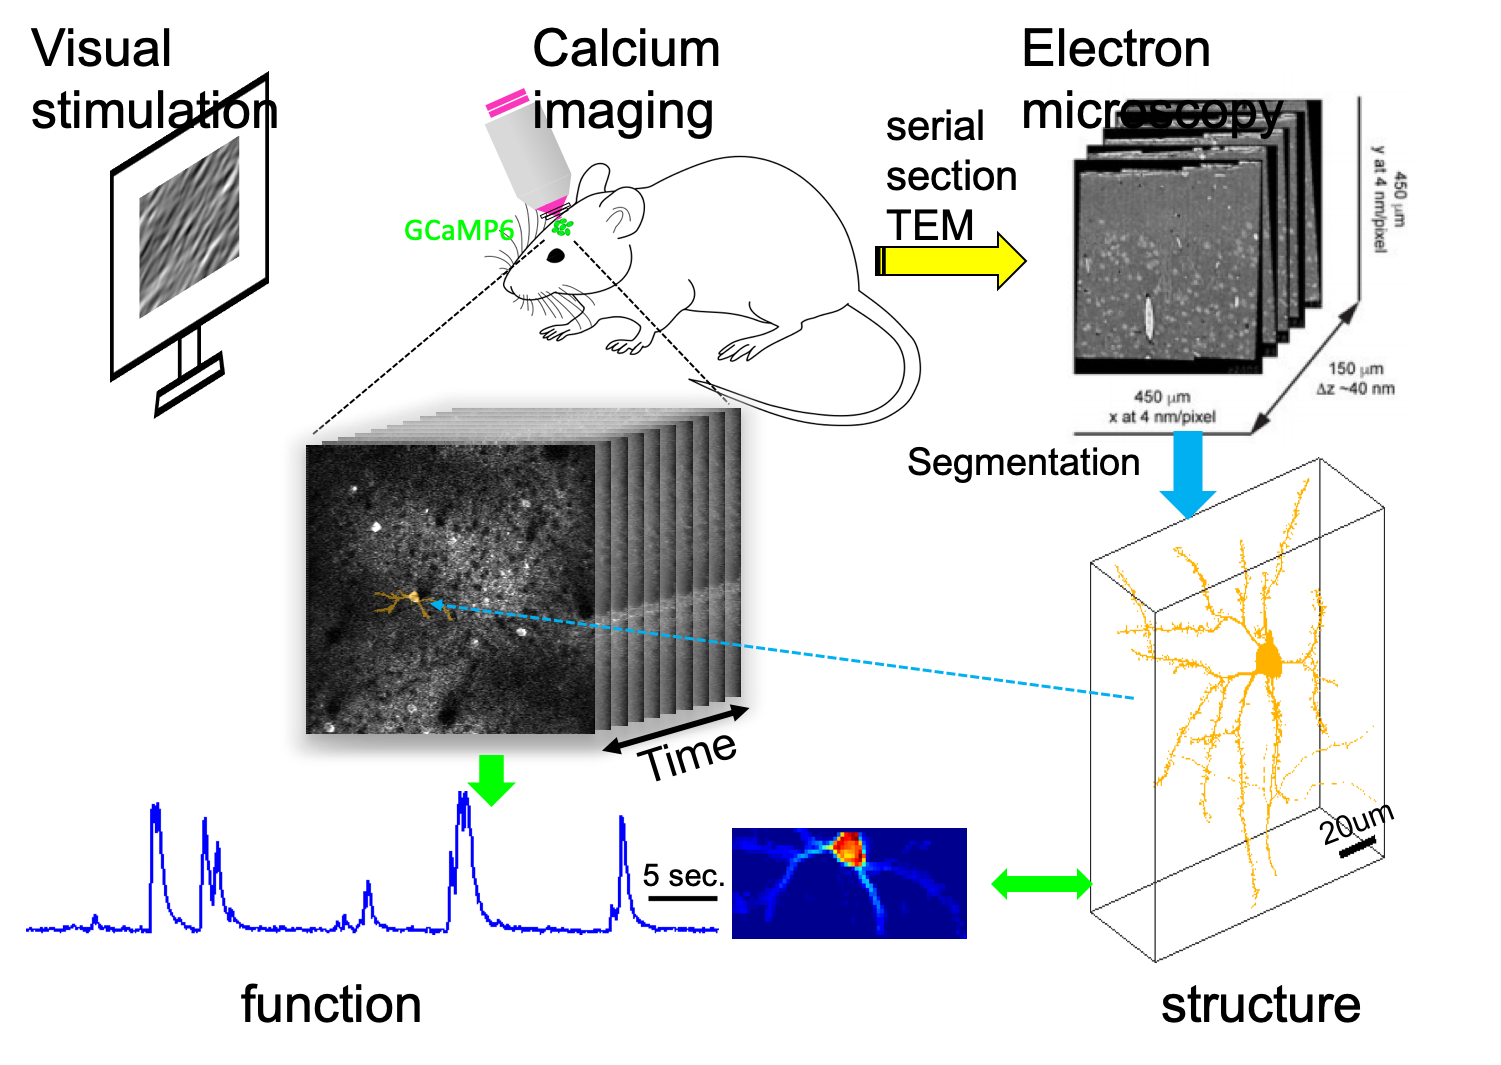 Visual
stimulation
Calcium
imaging
Electron
microscopy
serial
section
TEM
GCaMP6
450 μm
y at 4 nm/pixel
150 μm
Δz ~40 nm
450 μm
x at 4 nm/pixel
Segmentation
Time
20um
5 sec.
function
structure